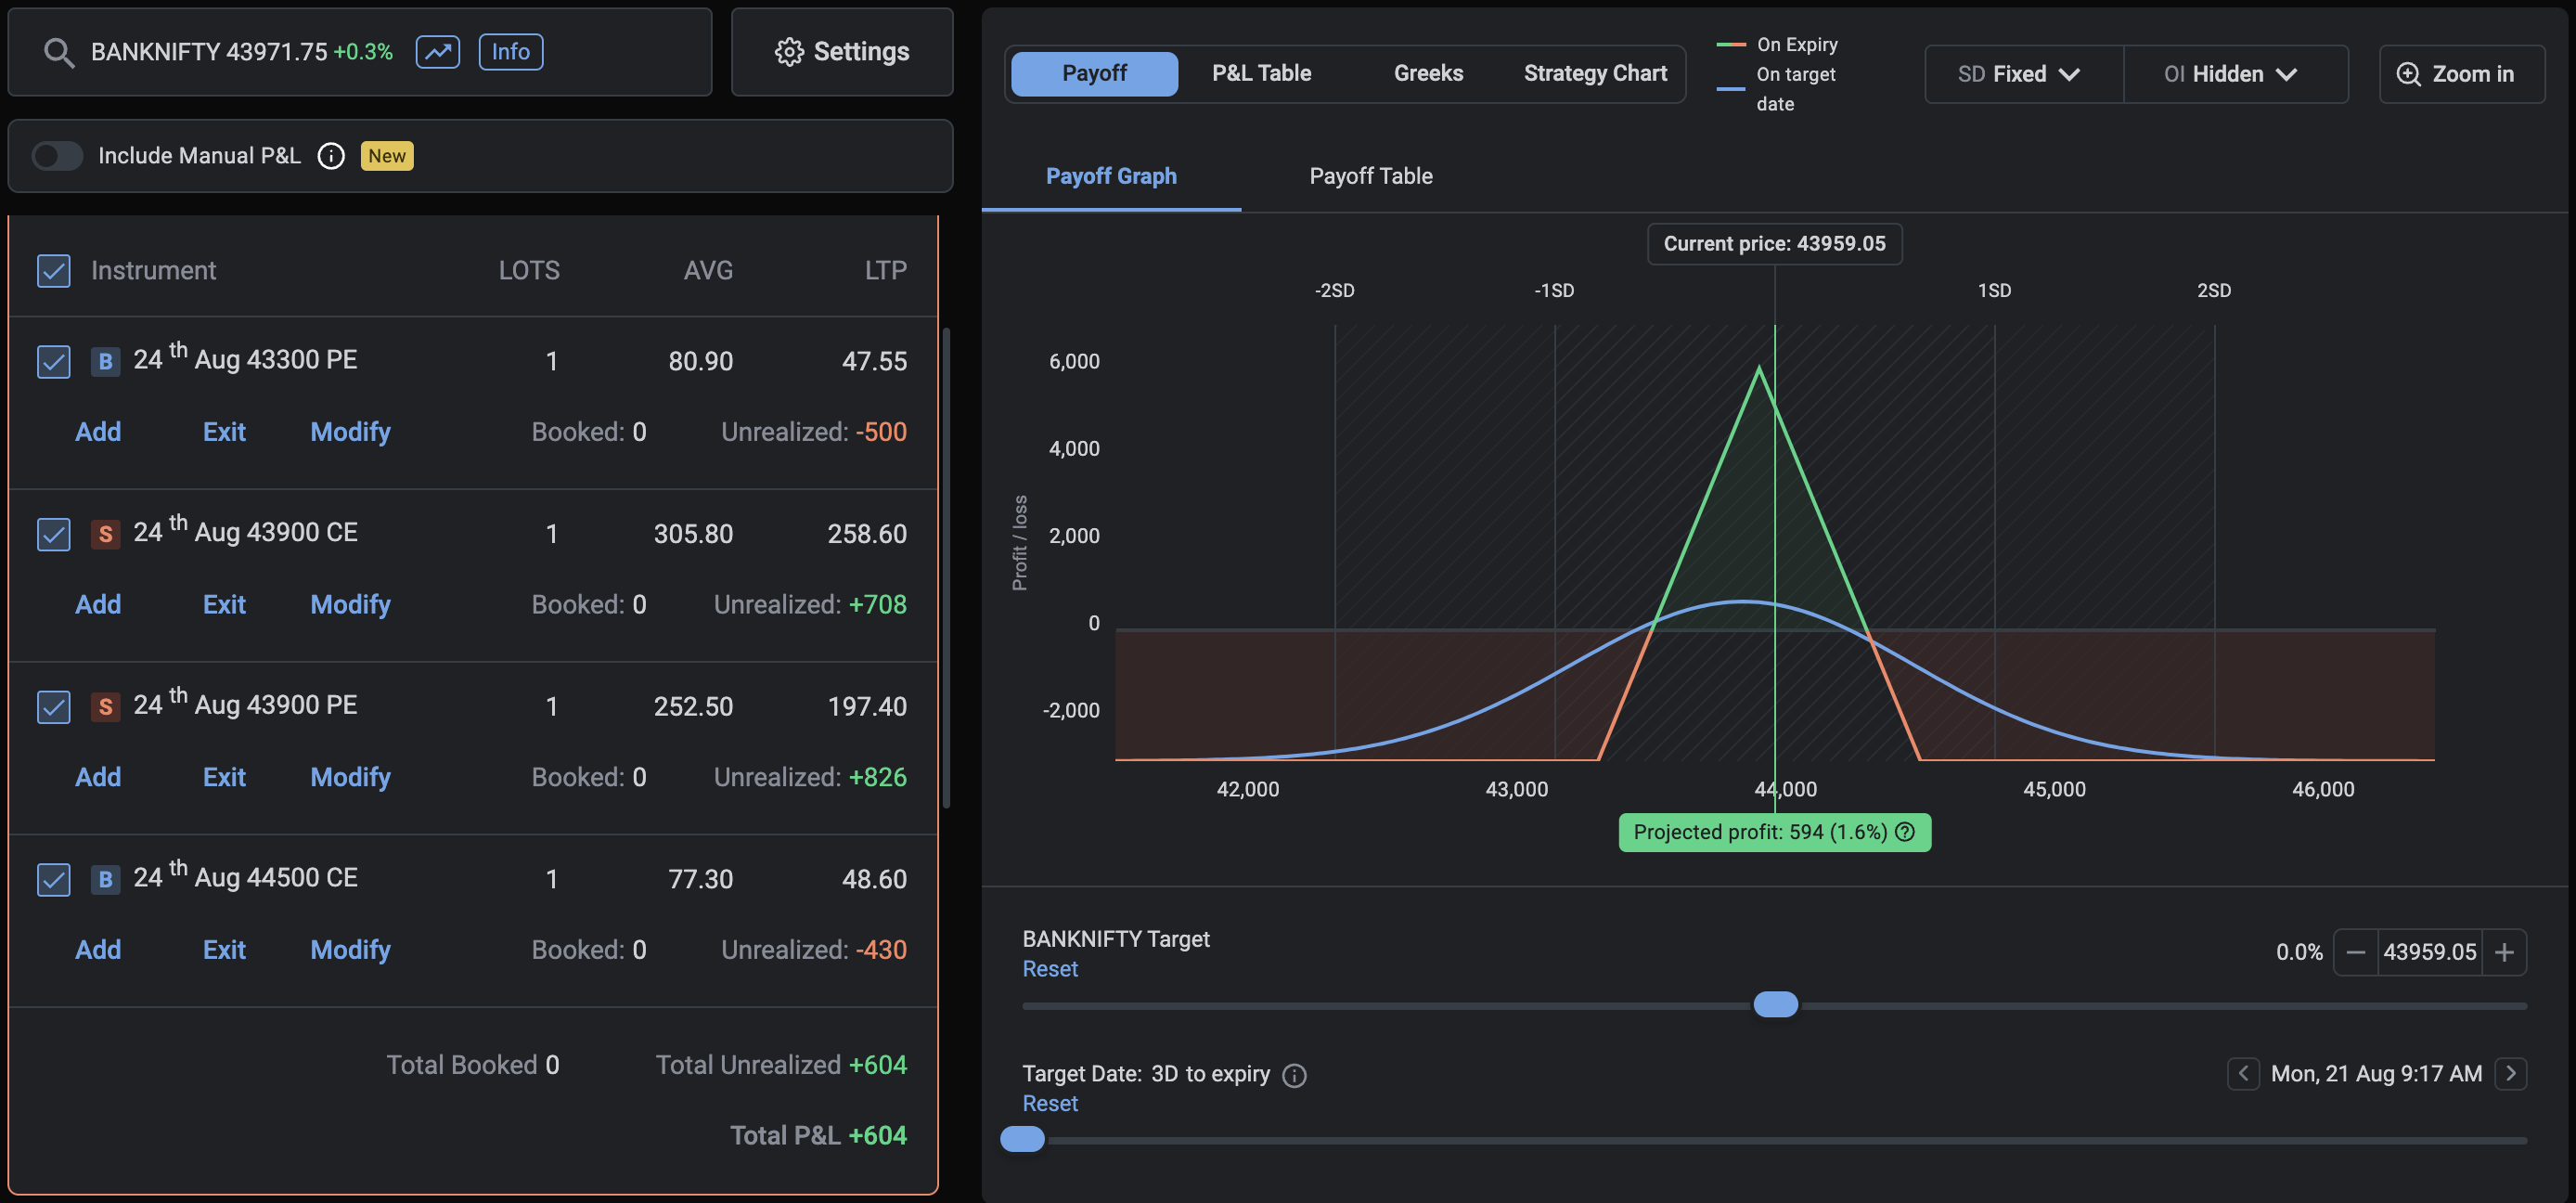 BANKNIFTY 43971.75 +0.3% Info
Settings
Include Manual P&L New
Instrument LOTS AVG LTP
B 24 th Aug 43300 PE 1 80.90 47.55
Add Exit Modify Booked: 0 Unrealized: -500
S 24 th Aug 43900 CE 1 305.80 258.60
Add Exit Modify Booked: 0 Unrealized: +708
S 24 th Aug 43900 PE 1 252.50 197.40
Add Exit Modify Booked: 0 Unrealized: +826
B 24 th Aug 44500 CE 1 77.30 48.60
Add Exit Modify Booked: 0 Unrealized: -430
Total Booked 0 Total Unrealized +604
Total P&L +604
Payoff P&L Table Greeks Strategy Chart
On Expiry
On target
date
SD Fixed OI Hidden Zoom in
Payoff Graph Payoff Table
Current price: 43959.05
-2SD -1SD 1SD 2SD
Profit / loss
6,000
4,000
2,000
0
-2,000
42,000 43,000 44,000 45,000 46,000
Projected profit: 594 (1.6%)
BANKNIFTY Target
Reset
0.0% − 43959.05 +
Target Date: 3D to expiry
Reset
Mon, 21 Aug 9:17 AM